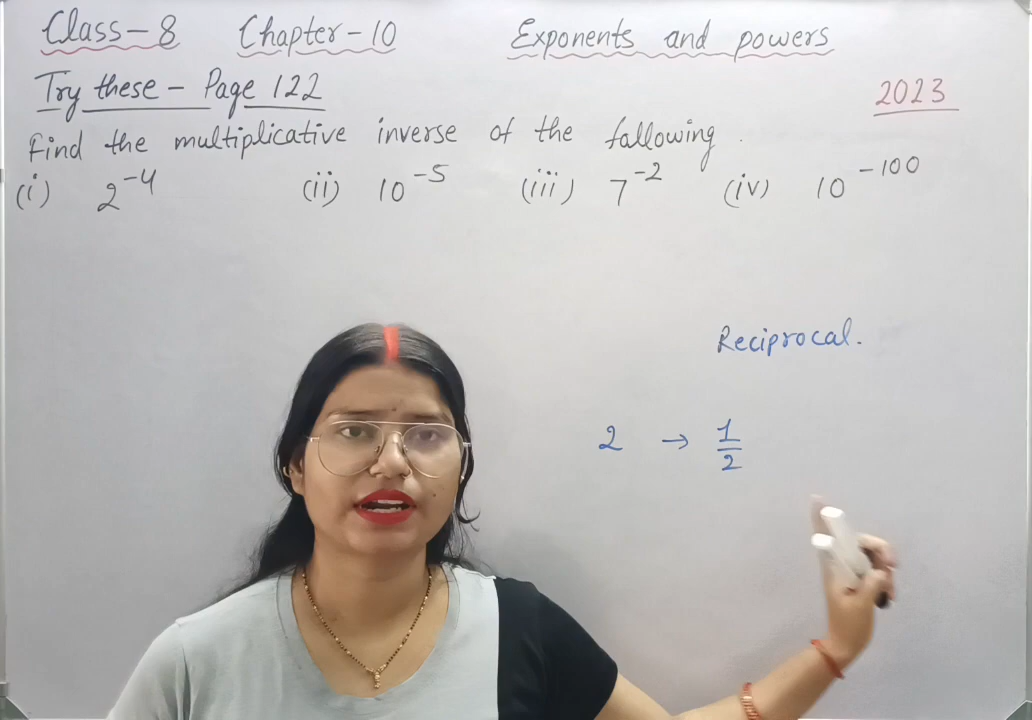 Class-8 Chapter-10 Exponents and powers
Try these - Page 122
2023
Find the multiplicative inverse of the fallowing.
(i) 2⁻⁴ (ii) 10⁻⁵ (iii) 7⁻² (iv) 10⁻¹⁰⁰
Reciprocal.
2 → 1/2